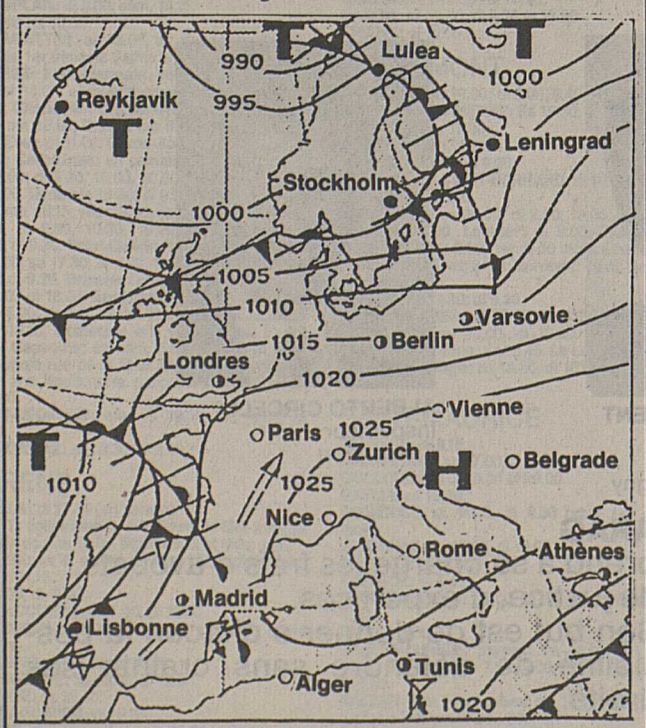 T
T
990
Lulea
1000
995
Reykjavik
T
Leningrad
Stockholm
1000
1005
1010
Varsovie
1015
Berlin
Londres
1020
Vienne
Paris
1025
T
Zurich
H
Belgrade
1010
1025
Nice
Rome
Athènes
Madrid
Lisbonne
Tunis
Alger
1020